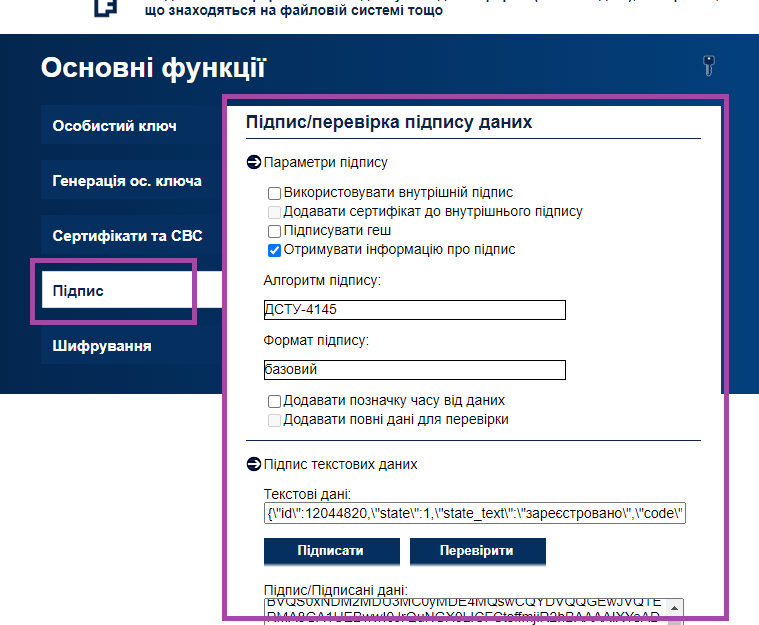 що знаходяться на файловій системі тощо
Основні функції
Особистий ключ
Генерація ос. ключа
Сертифікати та СВС
Підпис
Шифрування
Підпис/перевірка підпису даних
Параметри підпису
Використовувати внутрішній підпис
Додавати сертифікат до внутрішнього підпису
Підписувати геш
Отримувати інформацію про підпис
Алгоритм підпису:
ДСТУ-4145
Формат підпису:
базовий
Додавати позначку часу від даних
Додавати повні дані для перевірки
Підпис текстових даних
Текстові дані:
{\"id\":12044820,\"state\":1,\"state_text\":\"зареєстровано\",\"code\"
Підписати Перевірити
Підпис/Підписані дані:
BVQS0xNDM2MDU3MC0yMDE4MQswCQYDVQQGEwJVQTE